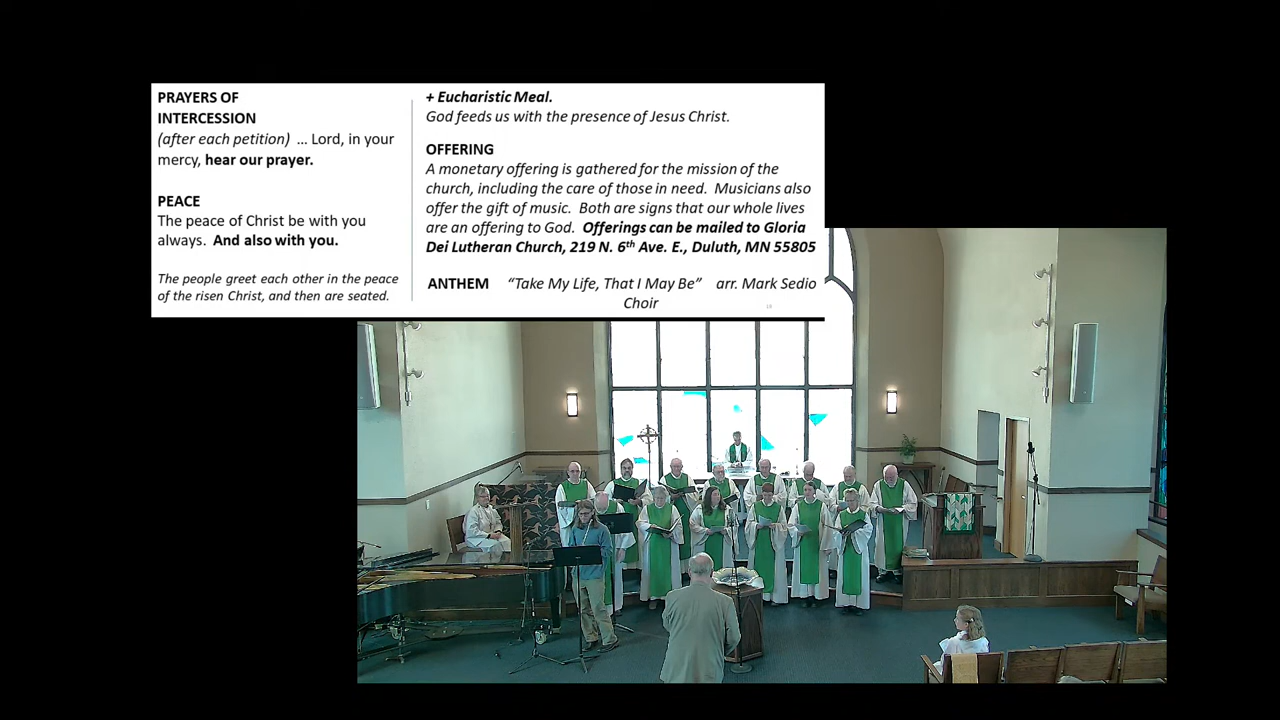 PRAYERS OF
INTERCESSION
(after each petition) ... Lord, in your
mercy, hear our prayer.
PEACE
The peace of Christ be with you
always. And also with you.
The people greet each other in the peace
of the risen Christ, and then are seated.
+ Eucharistic Meal.
God feeds us with the presence of Jesus Christ.
OFFERING
A monetary offering is gathered for the mission of the
church, including the care of those in need. Musicians also
offer the gift of music. Both are signs that our whole lives
are an offering to God. Offerings can be mailed to Gloria
Dei Lutheran Church, 219 N. 6th Ave. E., Duluth, MN 55805
ANTHEM "Take My Life, That I May Be" arr. Mark Sedio
Choir